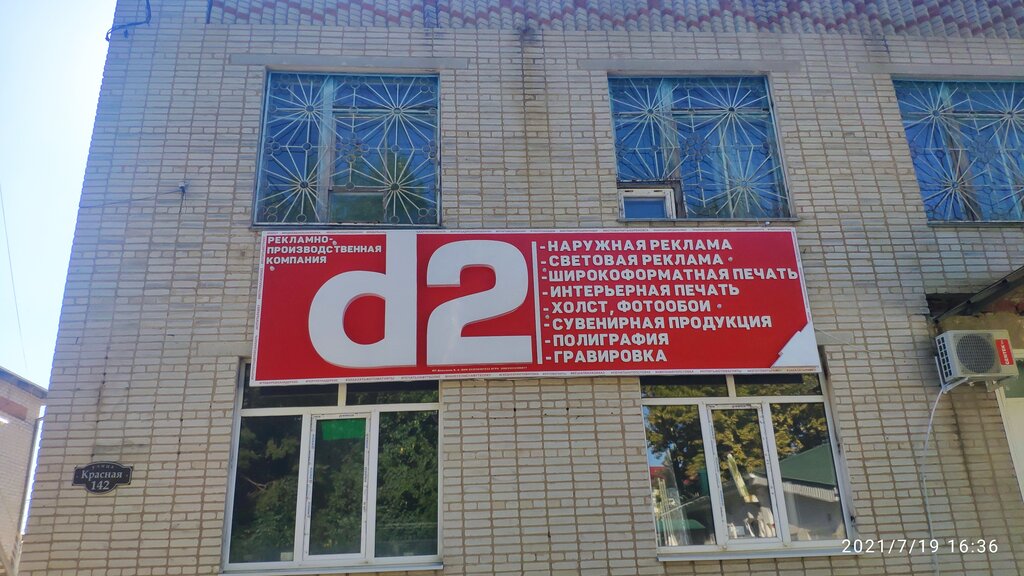 РЕКЛАМНО-
ПРОИЗВОДСТВЕННАЯ
КОМПАНИЯ
d2
-НАРУЖНАЯ РЕКЛАМА
-СВЕТОВАЯ РЕКЛАМА
-ШИРОКОФОРМАТНАЯ ПЕЧАТЬ
-ИНТЕРЬЕРНАЯ ПЕЧАТЬ
-ХОЛСТ, ФОТООБОИ
-СУВЕНИРНАЯ ПРОДУКЦИЯ
-ПОЛИГРАФИЯ
-ГРАВИРОВКА
улица
Красная
142
2021/7/19 16:36